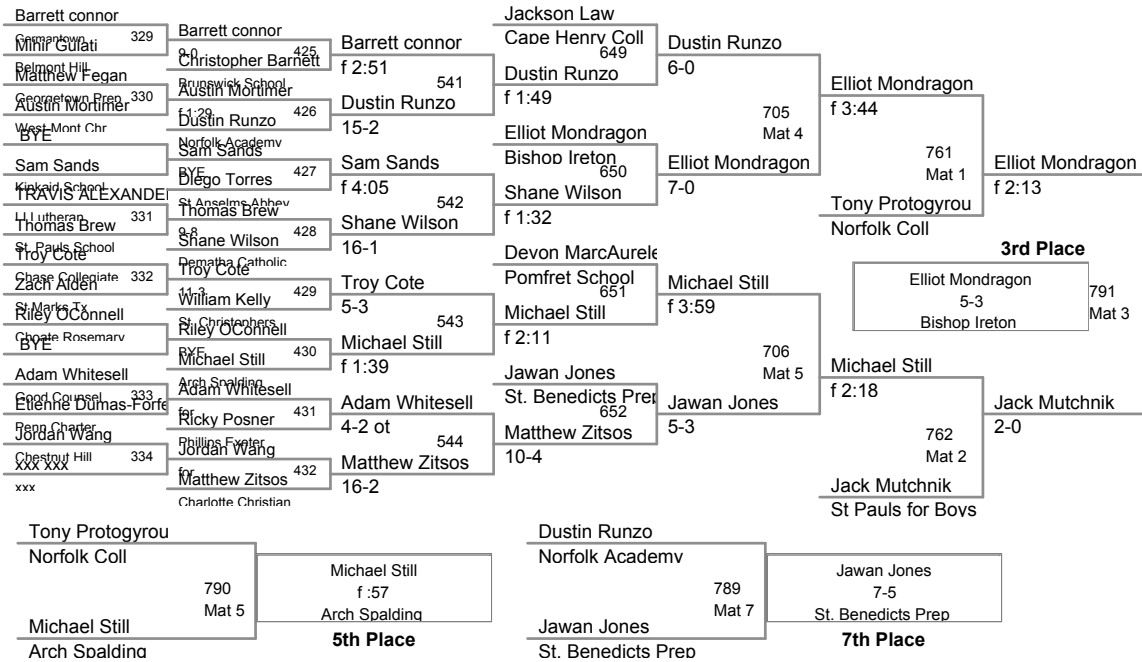 Barrett connor
Germantown
329
Mihir Gulati
Belmont Hill
Matthew Fegan
Georgetown Prep
330
Austin Mortimer
West-Mont Chr
BYE
Sam Sands
Kinkaid School
TRAVIS ALEXANDE
LI Lutheran
331
Thomas Brew
St. Pauls School
Troy Cote
Chase Collegiate
332
Zach Alden
St Marks Tx
Riley OConnell
Choate Rosemary
BYE
Adam Whitesell
Good Counsel
333
Etienne Dumas-Forfe
Penn Charter
Jordan Wang
Chestnut Hill
334
xxx xxx
xxx
Barrett connor
9-0
425
Christopher Barnett
Brunswick School
Austin Mortimer
f 1:29
426
Dustin Runzo
Norfolk Academy
Sam Sands
BYE
427
Diego Torres
St Anselms Abbey
Thomas Brew
9-8
428
Shane Wilson
Dematha Catholic
Troy Cote
11-3
429
William Kelly
St. Christophers
Riley OConnell
BYE
430
Michael Still
Arch Spalding
Adam Whitesell
for
431
Ricky Posner
Phillips Exeter
Jordan Wang
for
432
Matthew Zitsos
Charlotte Christian
Barrett connor
f 2:51
541
Dustin Runzo
15-2
Sam Sands
f 4:05
542
Shane Wilson
16-1
Troy Cote
5-3
543
Michael Still
f 1:39
Adam Whitesell
4-2 ot
544
Matthew Zitsos
16-2
Jackson Law
Cape Henry Coll
649
Dustin Runzo
f 1:49
Elliot Mondragon
Bishop Ireton
650
Shane Wilson
f 1:32
Devon MarcAurele
Pomfret School
651
Michael Still
f 2:11
Jawan Jones
St. Benedicts Prep
652
Matthew Zitsos
10-4
Dustin Runzo
6-0
705
Mat 4
Elliot Mondragon
7-0
Michael Still
f 3:59
706
Mat 5
Jawan Jones
5-3
Elliot Mondragon
f 3:44
761
Mat 1
Tony Protogyrou
Norfolk Coll
Michael Still
f 2:18
762
Mat 2
Jack Mutchnik
St Pauls for Boys
Elliot Mondragon
f 2:13
3rd Place
Elliot Mondragon
5-3
Bishop Ireton
791
Mat 3
Jack Mutchnik
2-0
Tony Protogyrou
Norfolk Coll
790
Mat 5
Michael Still
Arch Spalding
Michael Still
f :57
Arch Spalding
5th Place
Dustin Runzo
Norfolk Academy
789
Mat 7
Jawan Jones
St. Benedicts Prep
Jawan Jones
7-5
St. Benedicts Prep
7th Place